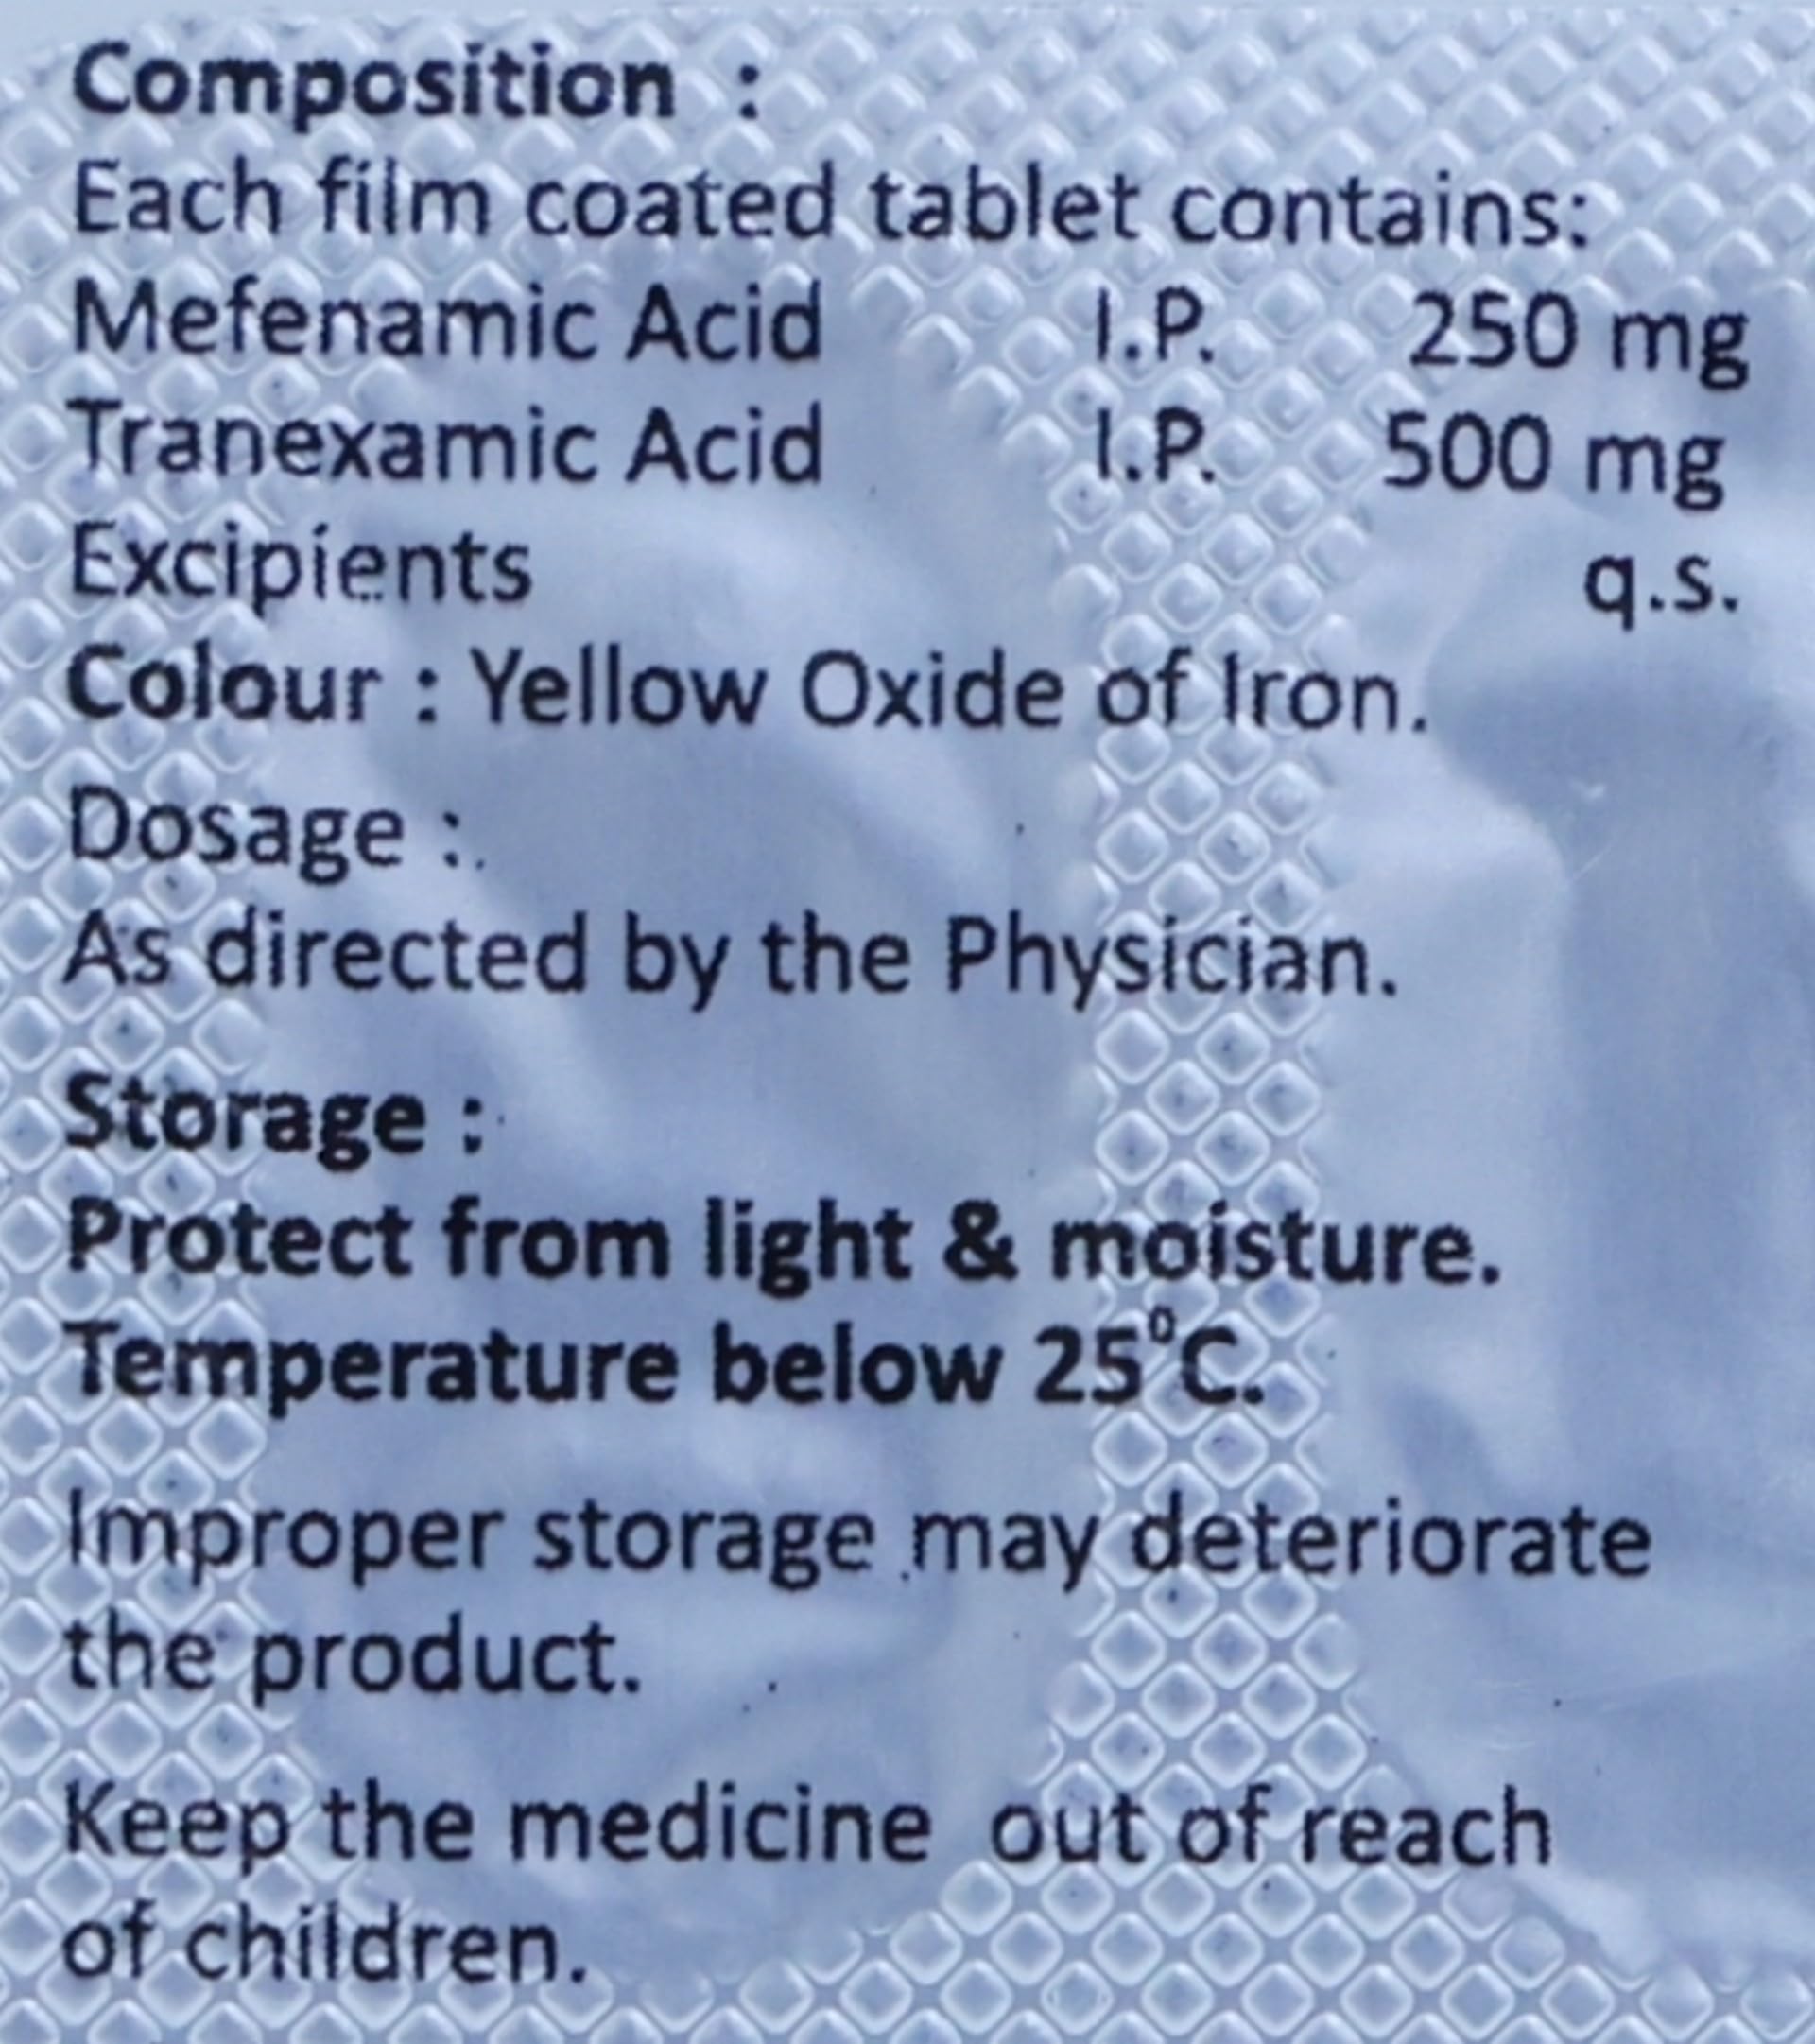 Composition :
Each film coated tablet contains:
Mefenamic Acid I.P. 250 mg
Tranexamic Acid I.P. 500 mg
Excipients q.s.
Colour : Yellow Oxide of Iron.
Dosage :
As directed by the Physician.
Storage :
Protect from light & moisture.
Temperature below 25⁰C.
Improper storage may deteriorate
the product.
Keep the medicine out of reach
of children.